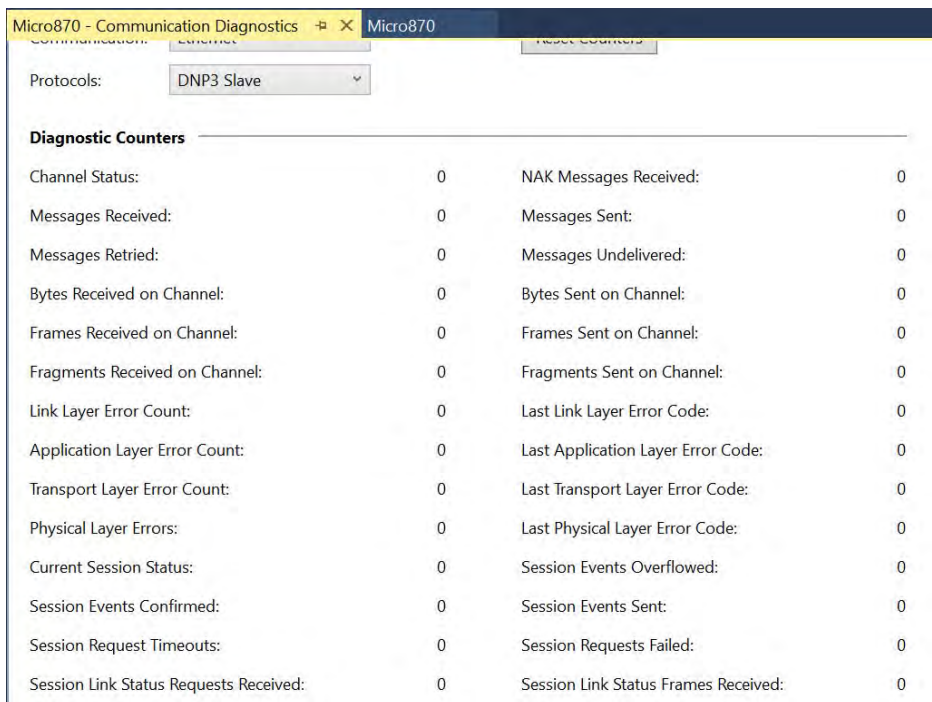 Micro870 - Communication Diagnostics Micro870
Communication: Ethernet Reset Counters
Protocols: DNP3 Slave
Diagnostic Counters
Channel Status: 0 NAK Messages Received: 0
Messages Received: 0 Messages Sent: 0
Messages Retried: 0 Messages Undelivered: 0
Bytes Received on Channel: 0 Bytes Sent on Channel: 0
Frames Received on Channel: 0 Frames Sent on Channel: 0
Fragments Received on Channel: 0 Fragments Sent on Channel: 0
Link Layer Error Count: 0 Last Link Layer Error Code: 0
Application Layer Error Count: 0 Last Application Layer Error Code: 0
Transport Layer Error Count: 0 Last Transport Layer Error Code: 0
Physical Layer Errors: 0 Last Physical Layer Error Code: 0
Current Session Status: 0 Session Events Overflowed: 0
Session Events Confirmed: 0 Session Events Sent: 0
Session Request Timeouts: 0 Session Requests Failed: 0
Session Link Status Requests Received: 0 Session Link Status Frames Received: 0